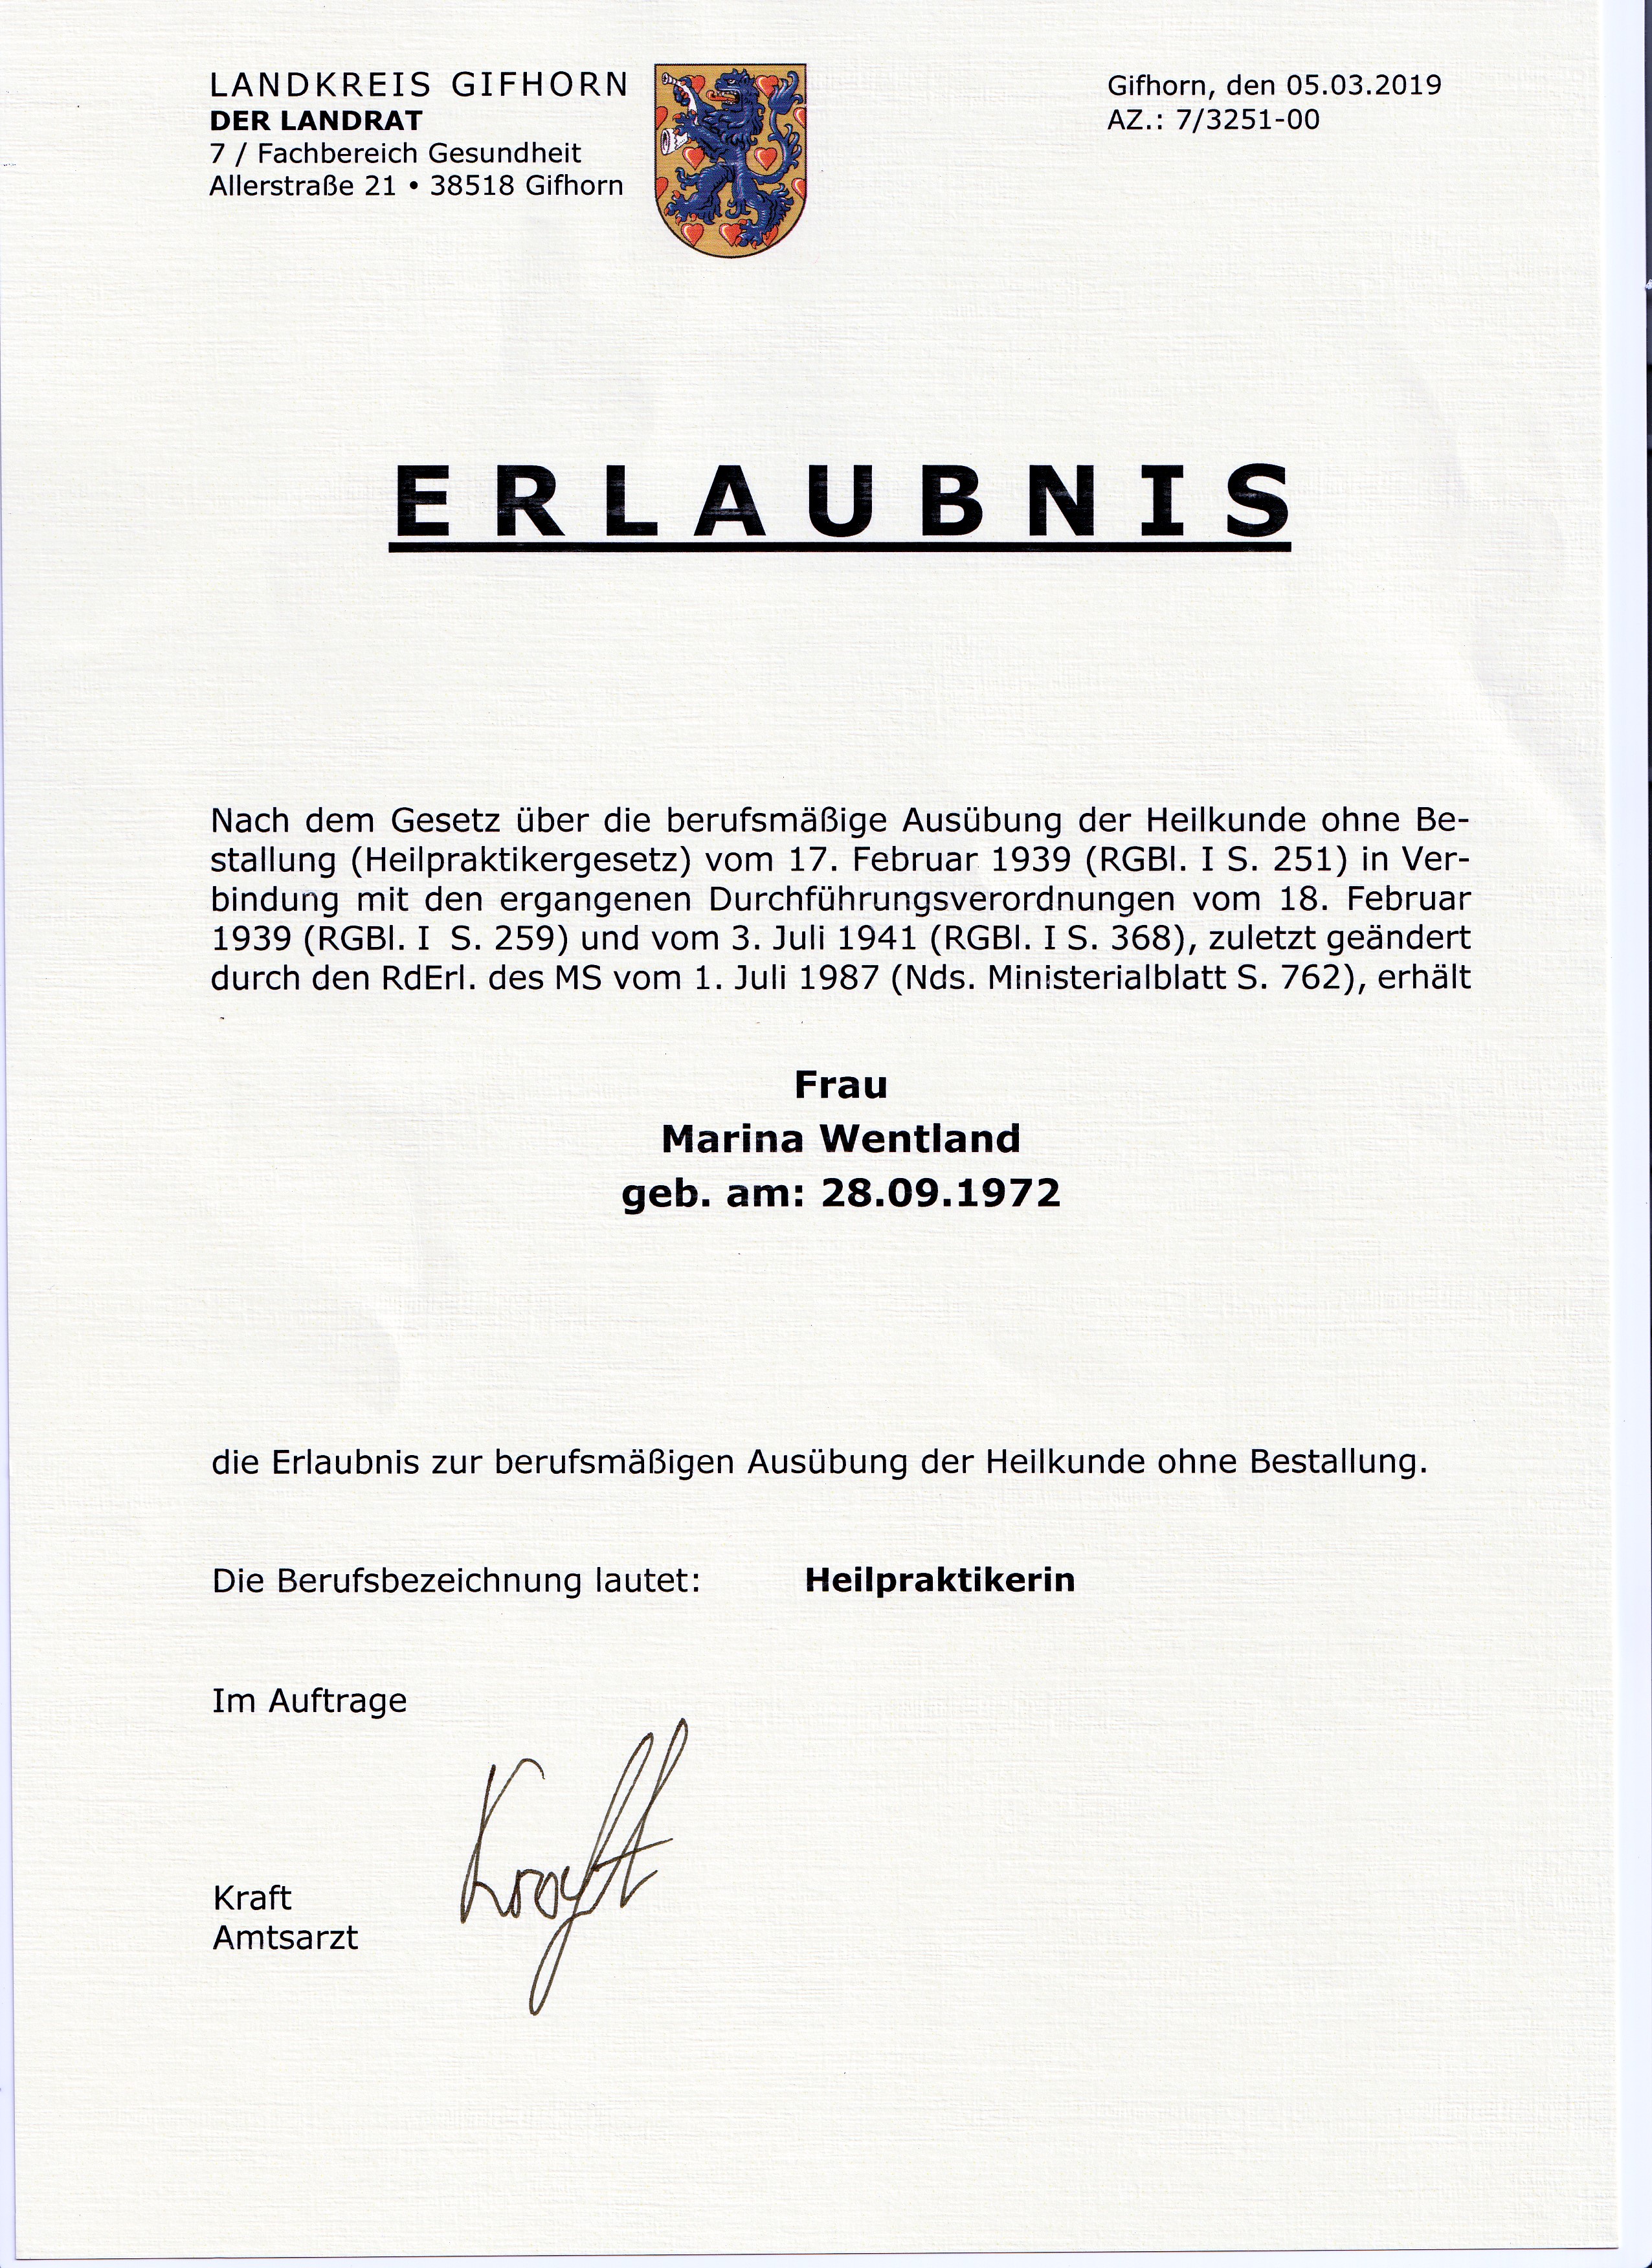 LANDKREIS GIFHORN
DER LANDRAT
7 / Fachbereich Gesundheit
Allerstraße 21 • 38518 Gifhorn
Gifhorn, den 05.03.2019
AZ.: 7/3251-00
ERLAUBNIS
Nach dem Gesetz über die berufsmäßige Ausübung der Heilkunde ohne Be-
stallung (Heilpraktikergesetz) vom 17. Februar 1939 (RGBl. I S. 251) in Ver-
bindung mit den ergangenen Durchführungsverordnungen vom 18. Februar
1939 (RGBl. I S. 259) und vom 3. Juli 1941 (RGBl. I S. 368), zuletzt geändert
durch den RdErl. des MS vom 1. Juli 1987 (Nds. Ministerialblatt S. 762), erhält
Frau
Marina Wentland
geb. am: 28.09.1972
die Erlaubnis zur berufsmäßigen Ausübung der Heilkunde ohne Bestallung.
Die Berufsbezeichnung lautet: Heilpraktikerin
Im Auftrage
Kraft
Kraft
Amtsarzt